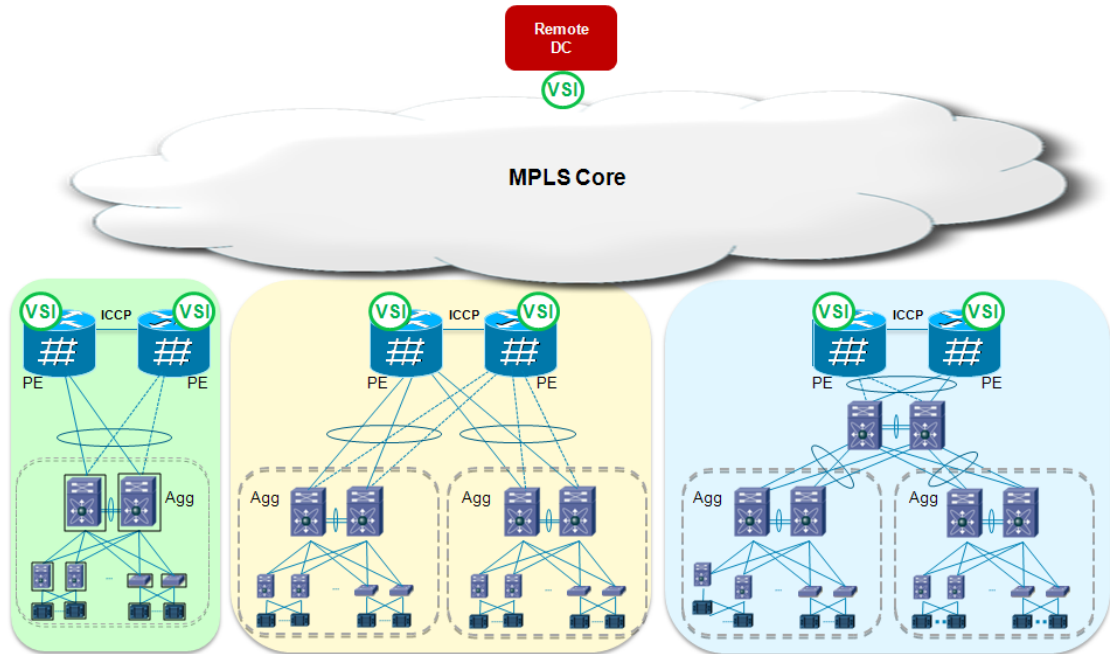 Remote
DC
VSI
MPLS Core
VSI
ICCP
VSI
PE
PE
Agg
VSI
ICCP
VSI
PE
PE
Agg
Agg
VSI
ICCP
VSI
PE
PE
Agg
Agg